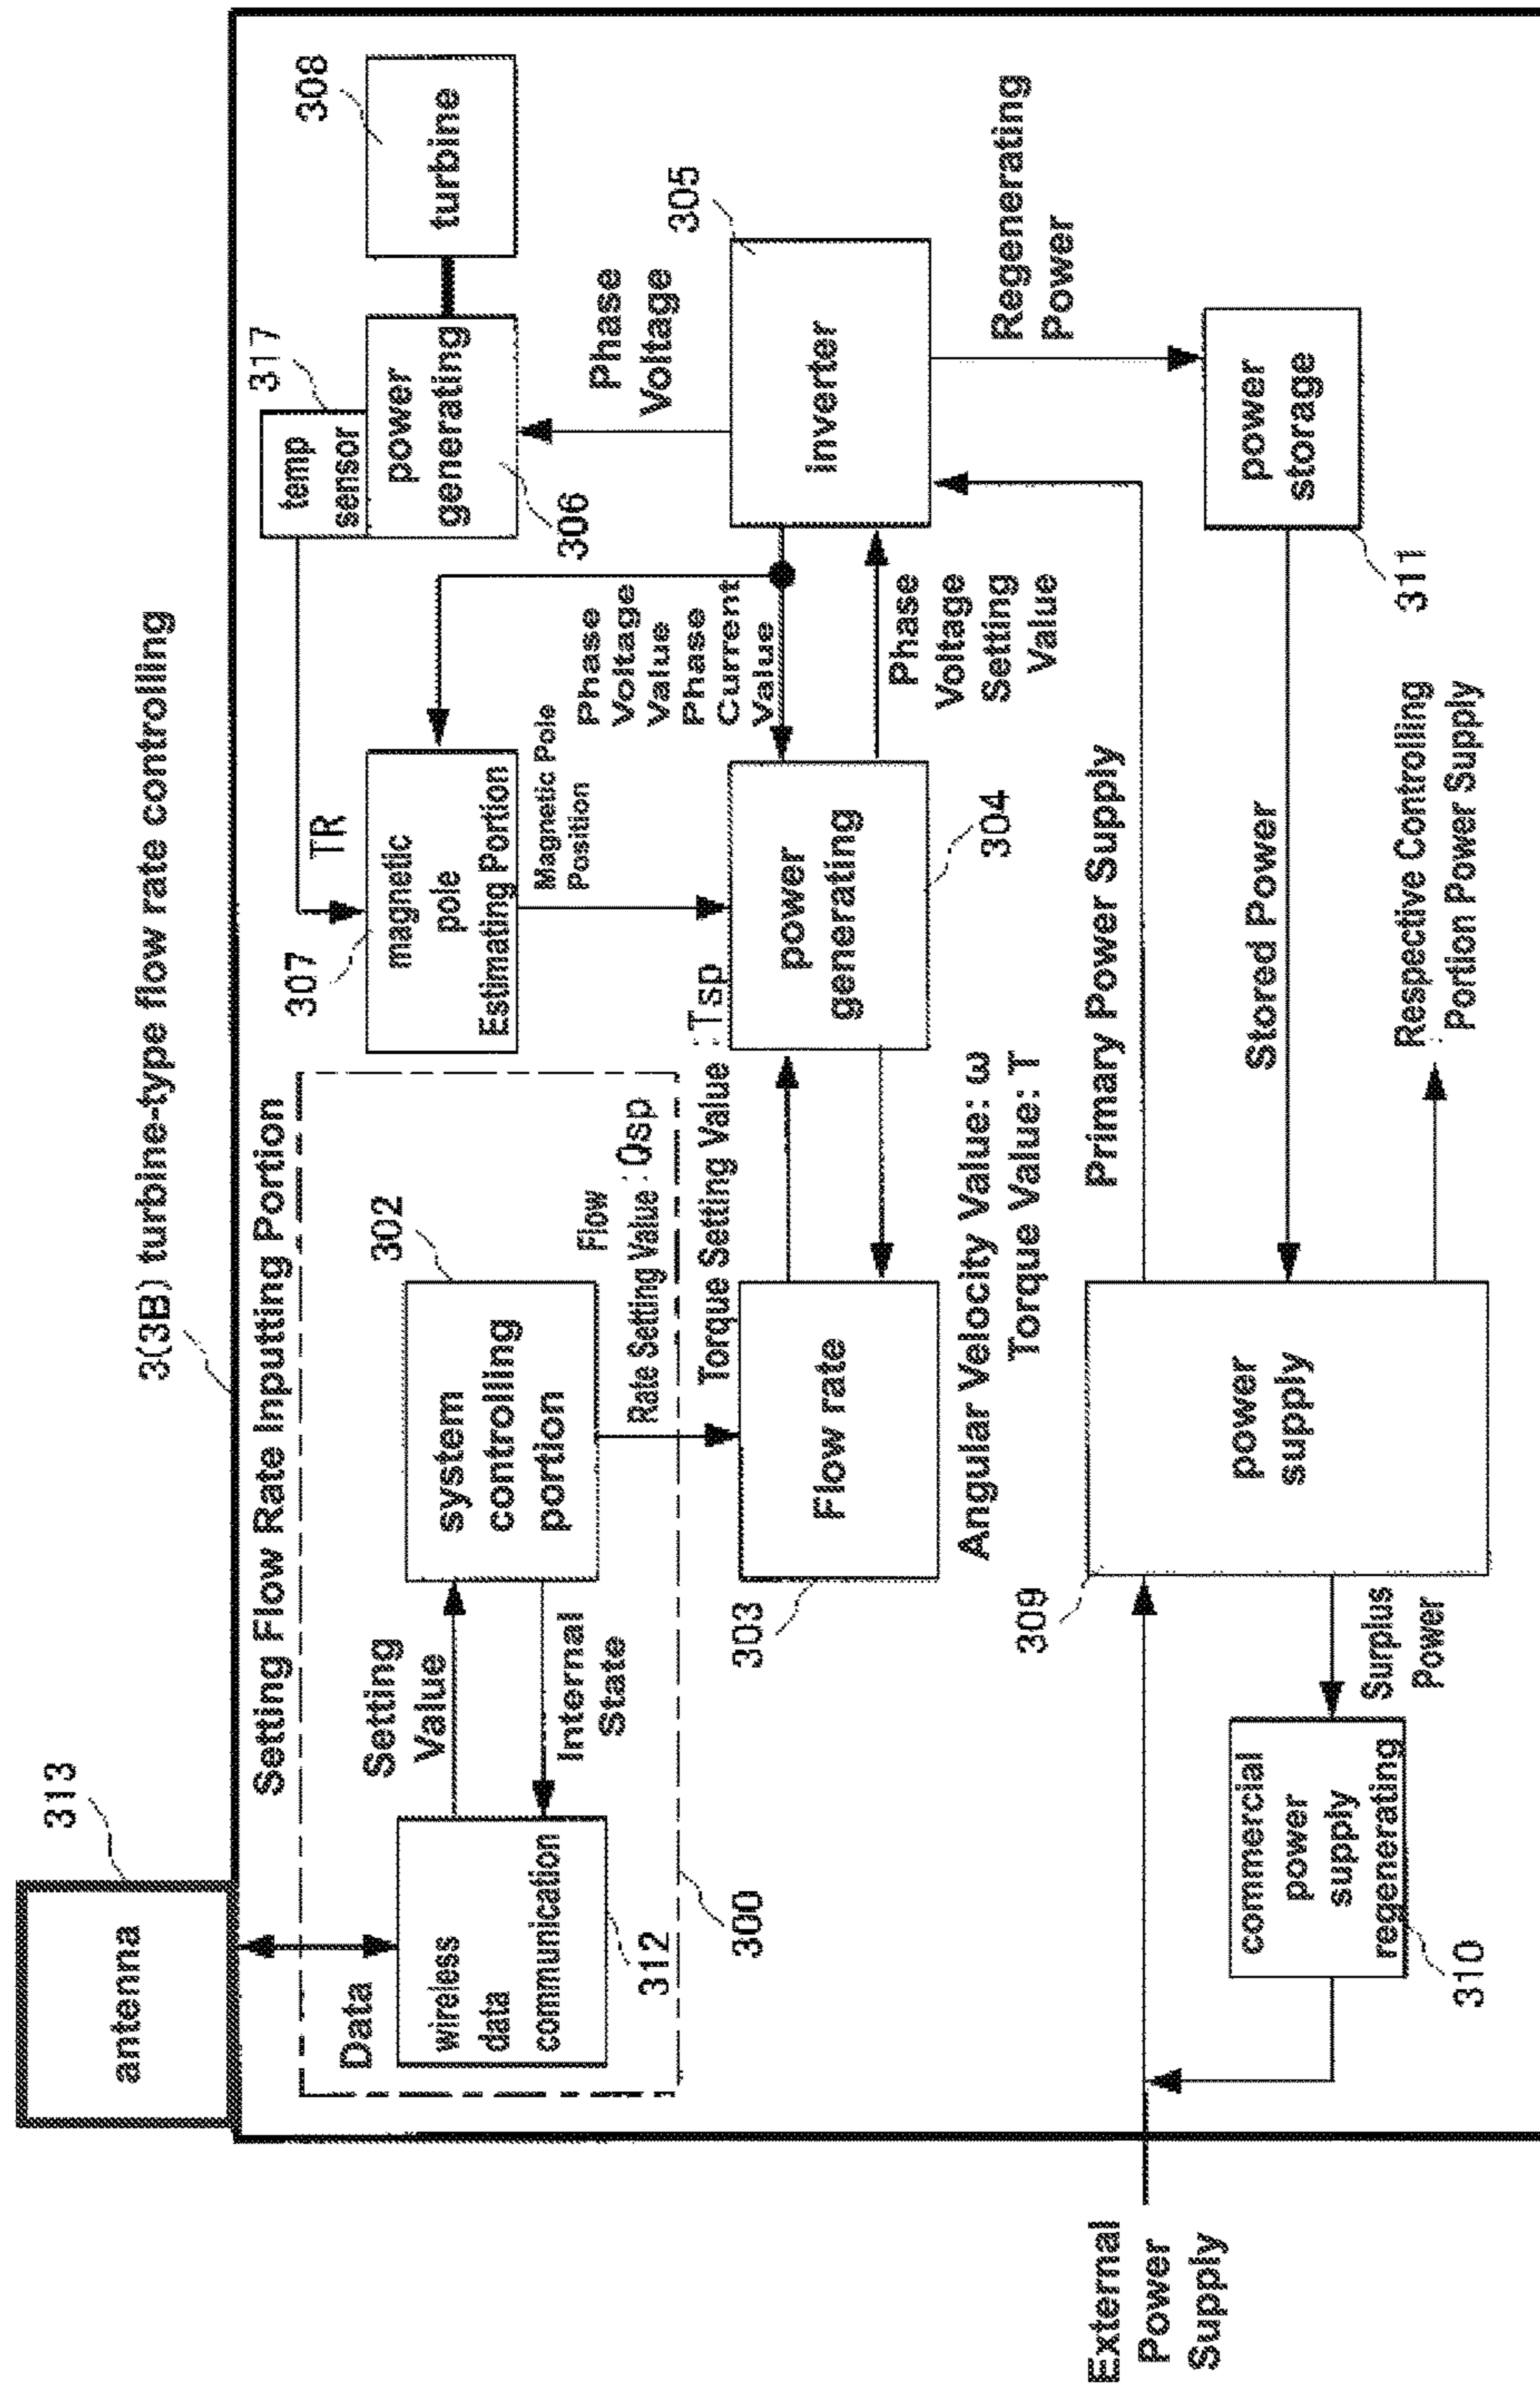 3(3B) turbine-type flow rate controlling
313
antenna
Setting Flow Rate Inputting Portion
Data
wireless
data
communication
312
300
Setting
Value
Internal
State
302
system
controlling
portion
Flow
Rate Setting Value : Qsp
307
TR
magnetic
pole
Estimating Portion
Magnetic Pole
Position
317
temp
sensor
power
generating
306
308
turbine
Phase
Voltage
Phase
Voltage
Value
Phase
Current
Value
305
inverter
303
Flow rate
Torque Setting Value : Tsp
Angular Velocity Value: ω
Torque Value: T
power
generating
304
Phase
Voltage
Setting
Value
Regenerating
Power
External
Power
Supply
309
power
supply
Primary Power Supply
Stored Power
Respective Controlling
Portion Power Supply
power
storage
311
Surplus
Power
commercial
power
supply
regenerating
310